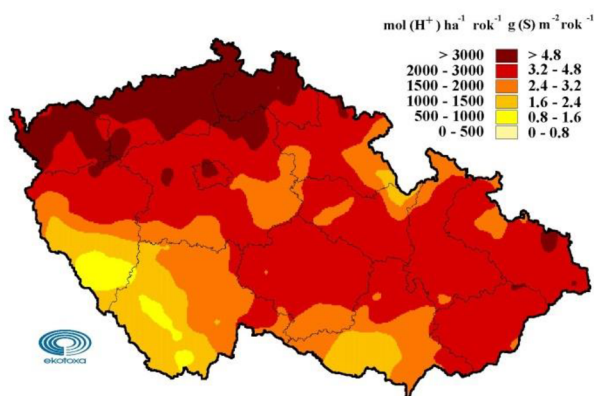 mol (H⁺) ha⁻¹ rok⁻¹ g (S) m⁻² rok⁻¹
> 3000 > 4.8
2000 - 3000 3.2 - 4.8
1500 - 2000 2.4 - 3.2
1000 - 1500 1.6 - 2.4
500 - 1000 0.8 - 1.6
0 - 500 0 - 0.8
ekotoxa